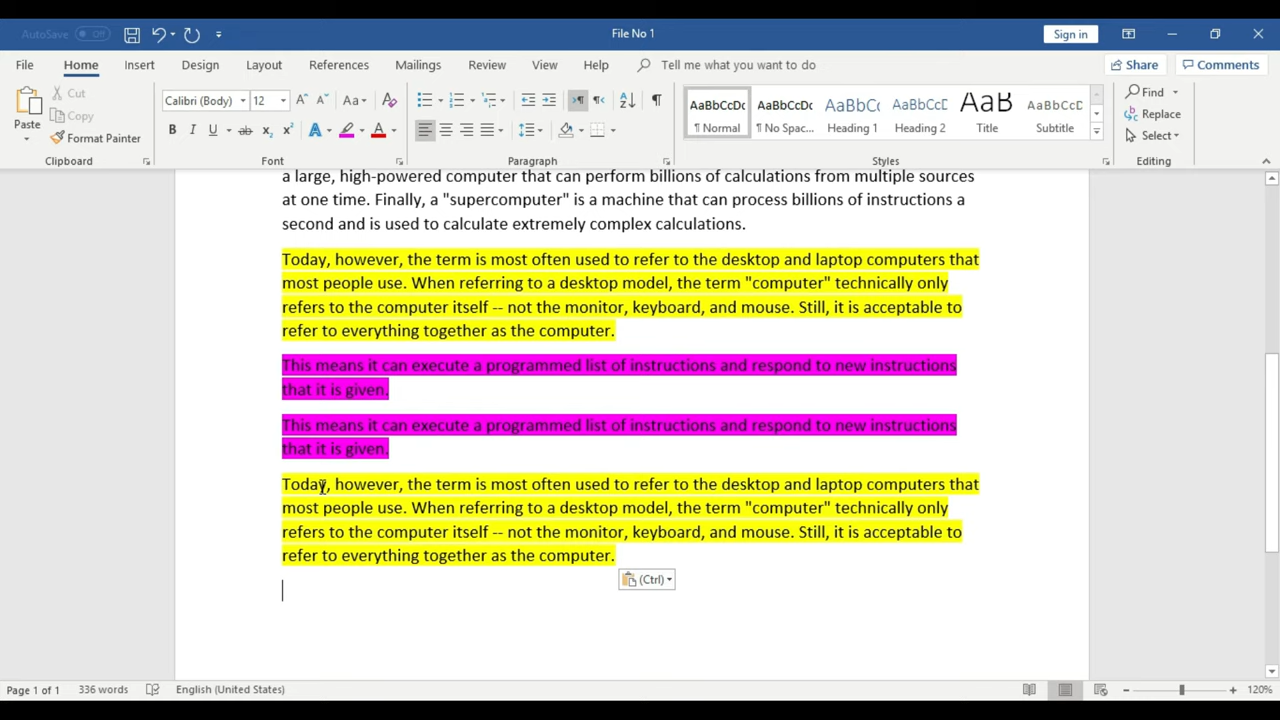 AutoSave Off
File No 1
Sign in
File Home Insert Design Layout References Mailings Review View Help Tell me what you want to do Share Comments
Paste
Cut
Copy
Format Painter
Clipboard
Calibri (Body) 12
Aa
B I U ab x₂ x² A A
Font
Paragraph
AaBbCcDc AaBbCcDc AaBbCc AaBbCcD AaB AaBbCcD
¶ Normal ¶ No Spac... Heading 1 Heading 2 Title Subtitle
Styles
Find
Replace
Select
Editing
a large, high-powered computer that can perform billions of calculations from multiple sources
at one time. Finally, a "supercomputer" is a machine that can process billions of instructions a
second and is used to calculate extremely complex calculations.
Today, however, the term is most often used to refer to the desktop and laptop computers that
most people use. When referring to a desktop model, the term "computer" technically only
refers to the computer itself -- not the monitor, keyboard, and mouse. Still, it is acceptable to
refer to everything together as the computer.
This means it can execute a programmed list of instructions and respond to new instructions
that it is given.
This means it can execute a programmed list of instructions and respond to new instructions
that it is given.
Today, however, the term is most often used to refer to the desktop and laptop computers that
most people use. When referring to a desktop model, the term "computer" technically only
refers to the computer itself -- not the monitor, keyboard, and mouse. Still, it is acceptable to
refer to everything together as the computer.
(Ctrl)
Page 1 of 1 336 words English (United States) 120%